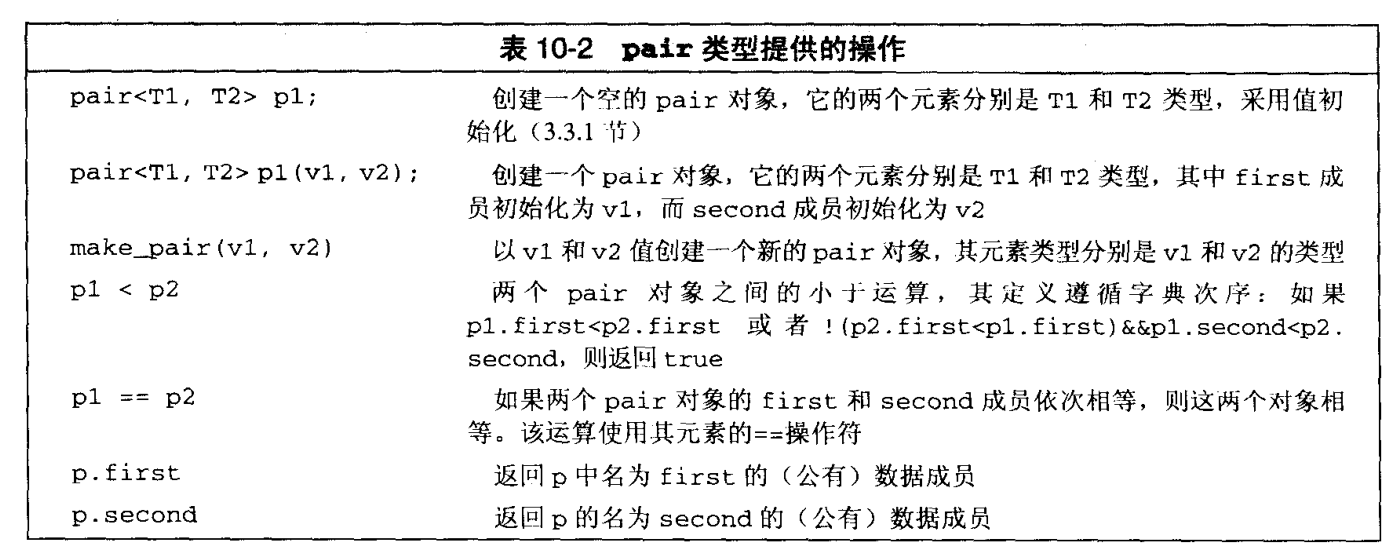 表 10-2 pair 类型提供的操作
pair<T1, T2> p1; 创建一个空的 pair 对象，它的两个元素分别是 T1 和 T2 类型，采用值初
始化（3.3.1 节）
pair<T1, T2> p1(v1, v2); 创建一个 pair 对象，它的两个元素分别是 T1 和 T2 类型，其中 first 成
员初始化为 v1，而 second 成员初始化为 v2
make_pair(v1, v2) 以 v1 和 v2 值创建一个新的 pair 对象，其元素类型分别是 v1 和 v2 的类型
p1 < p2 两个 pair 对象之间的小于运算，其定义遵循字典次序：如果
p1.first<p2.first 或者 !(p2.first<p1.first)&&p1.second<p2.
second，则返回 true
p1 == p2 如果两个 pair 对象的 first 和 second 成员依次相等，则这两个对象相
等。该运算使用其元素的==操作符
p.first 返回 p 中名为 first 的（公有）数据成员
p.second 返回 p 的名为 second 的（公有）数据成员